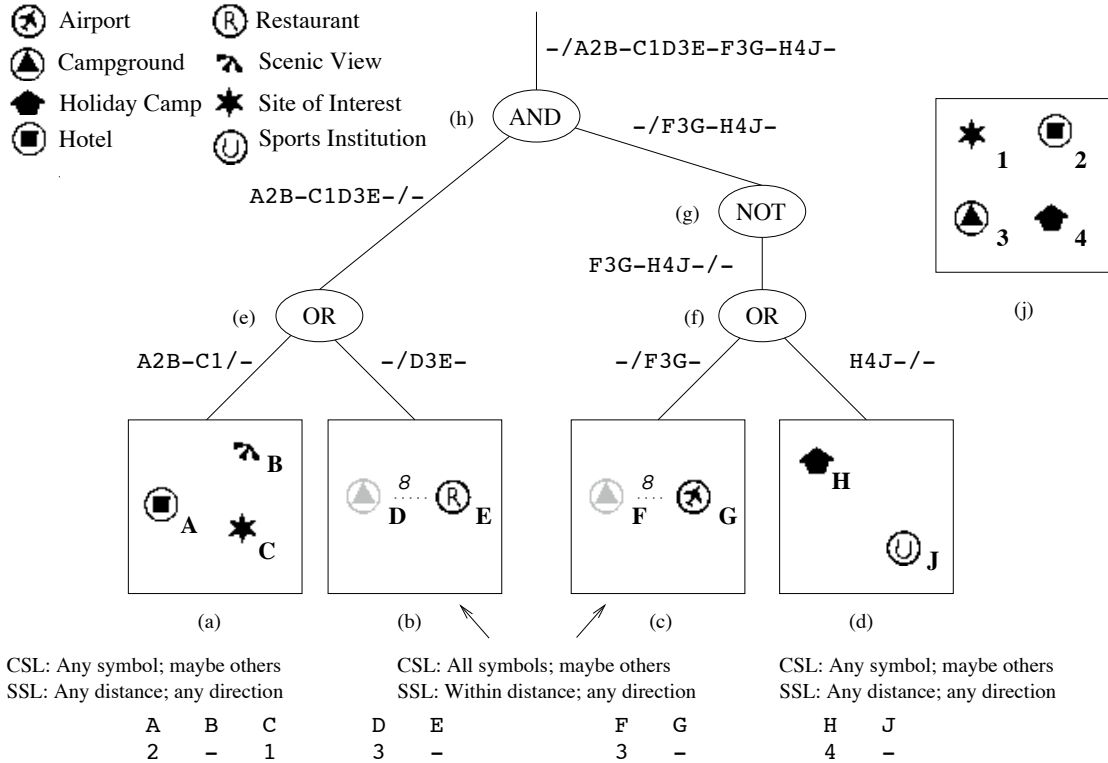 Airport
Restaurant
Campground
Scenic View
Holiday Camp
Site of Interest
Hotel
Sports Institution
-/A2B-C1D3E-F3G-H4J-
(h)
AND
-/F3G-H4J-
A2B-C1D3E-/-
(g)
NOT
1
2
3
4
(j)
F3G-H4J-/-
(e)
OR
(f)
OR
A2B-C1/-
-/D3E-
-/F3G-
H4J-/-
B
A
C
8
R
D
E
8
F
G
H
J
(a)
(b)
(c)
(d)
CSL: Any symbol; maybe others
SSL: Any distance; any direction
CSL: All symbols; maybe others
SSL: Within distance; any direction
CSL: Any symbol; maybe others
SSL: Any distance; any direction
A B C
2 - 1
D E
3 -
F G
3 -
H J
4 -